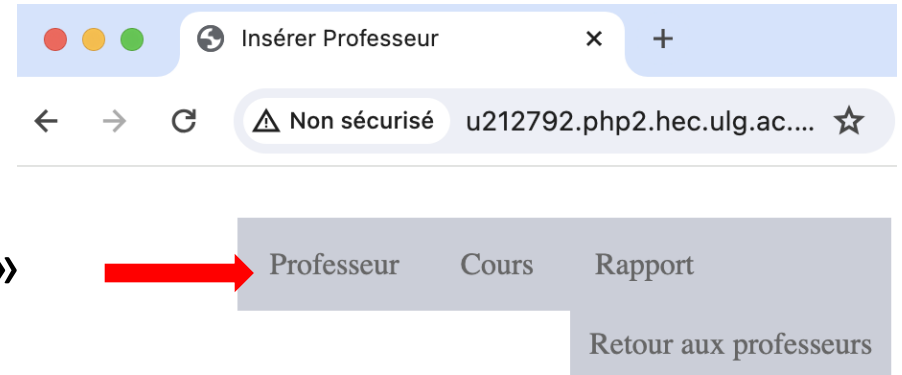 Insérer Professeur
Non sécurisé u212792.php2.hec.ulg.ac....
» Professeur Cours Rapport
Retour aux professeurs